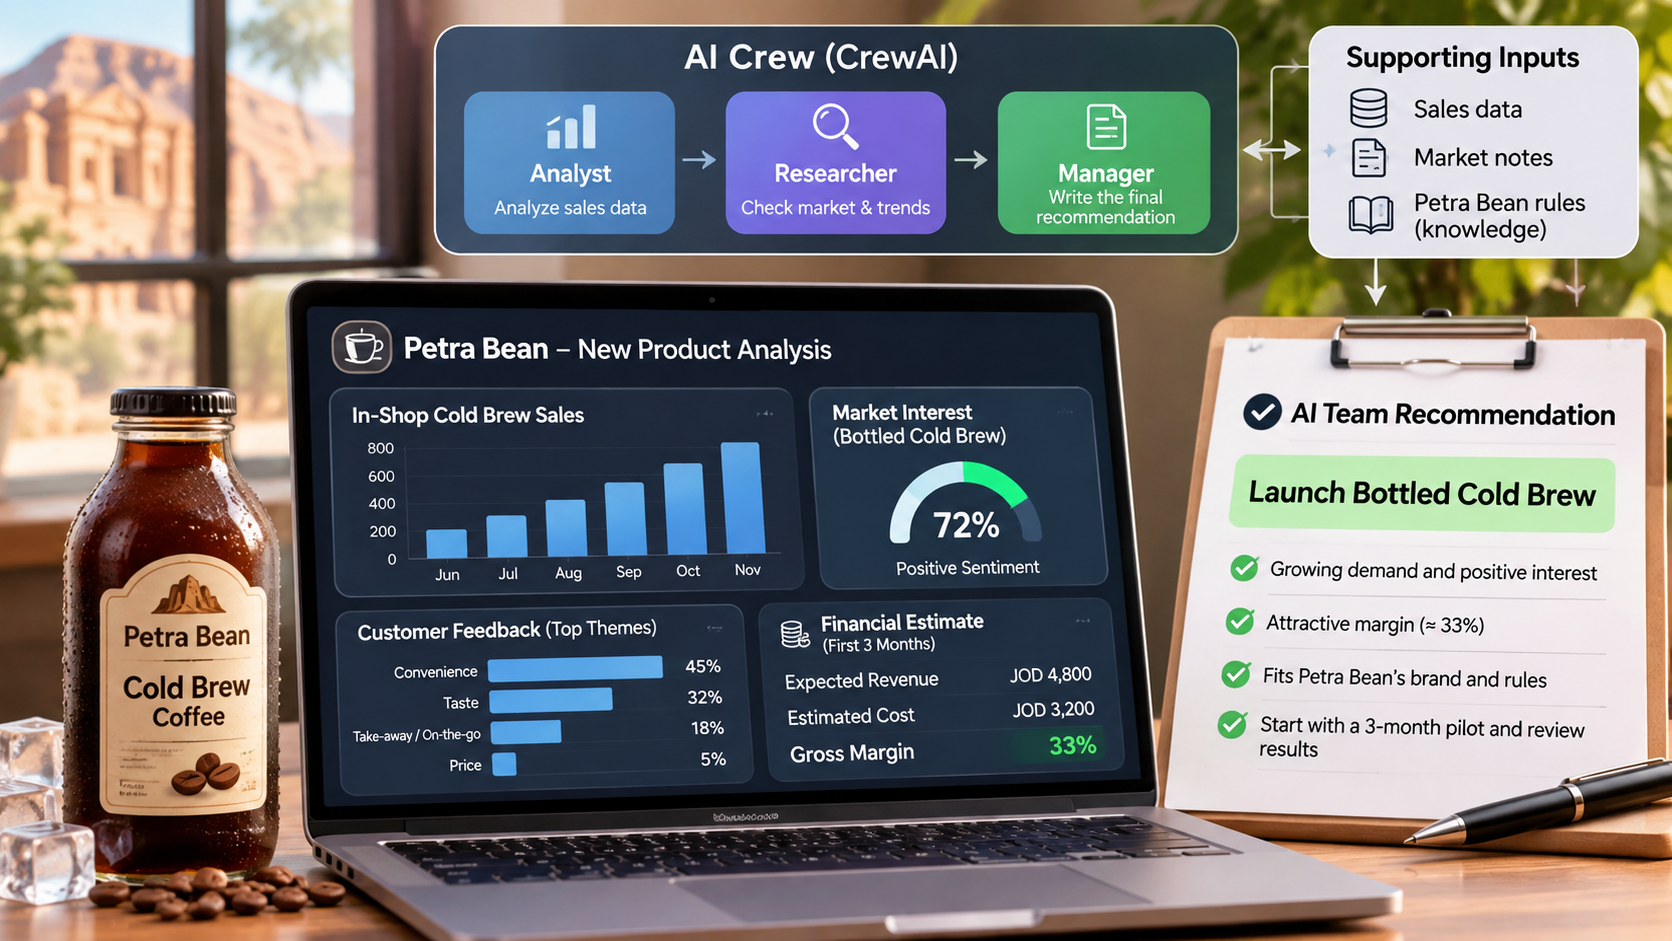 AI Crew (CrewAI)
Analyst
Analyze sales data
Researcher
Check market & trends
Manager
Write the final
recommendation
Supporting Inputs
Sales data
Market notes
Petra Bean rules
(knowledge)
Petra Bean – New Product Analysis
In-Shop Cold Brew Sales
800
600
400
200
0
Jun
Jul
Aug
Sep
Oct
Nov
Market Interest
(Bottled Cold Brew)
72%
Positive Sentiment
Customer Feedback (Top Themes)
Convenience 45%
Taste 32%
Take-away / On-the-go 18%
Price 5%
Financial Estimate
(First 3 Months)
Expected Revenue JOD 4,800
Estimated Cost JOD 3,200
Gross Margin 33%
AI Team Recommendation
Launch Bottled Cold Brew
Growing demand and positive interest
Attractive margin (≈ 33%)
Fits Petra Bean's brand and rules
Start with a 3-month pilot and review
results
Petra Bean
Cold Brew
Coffee